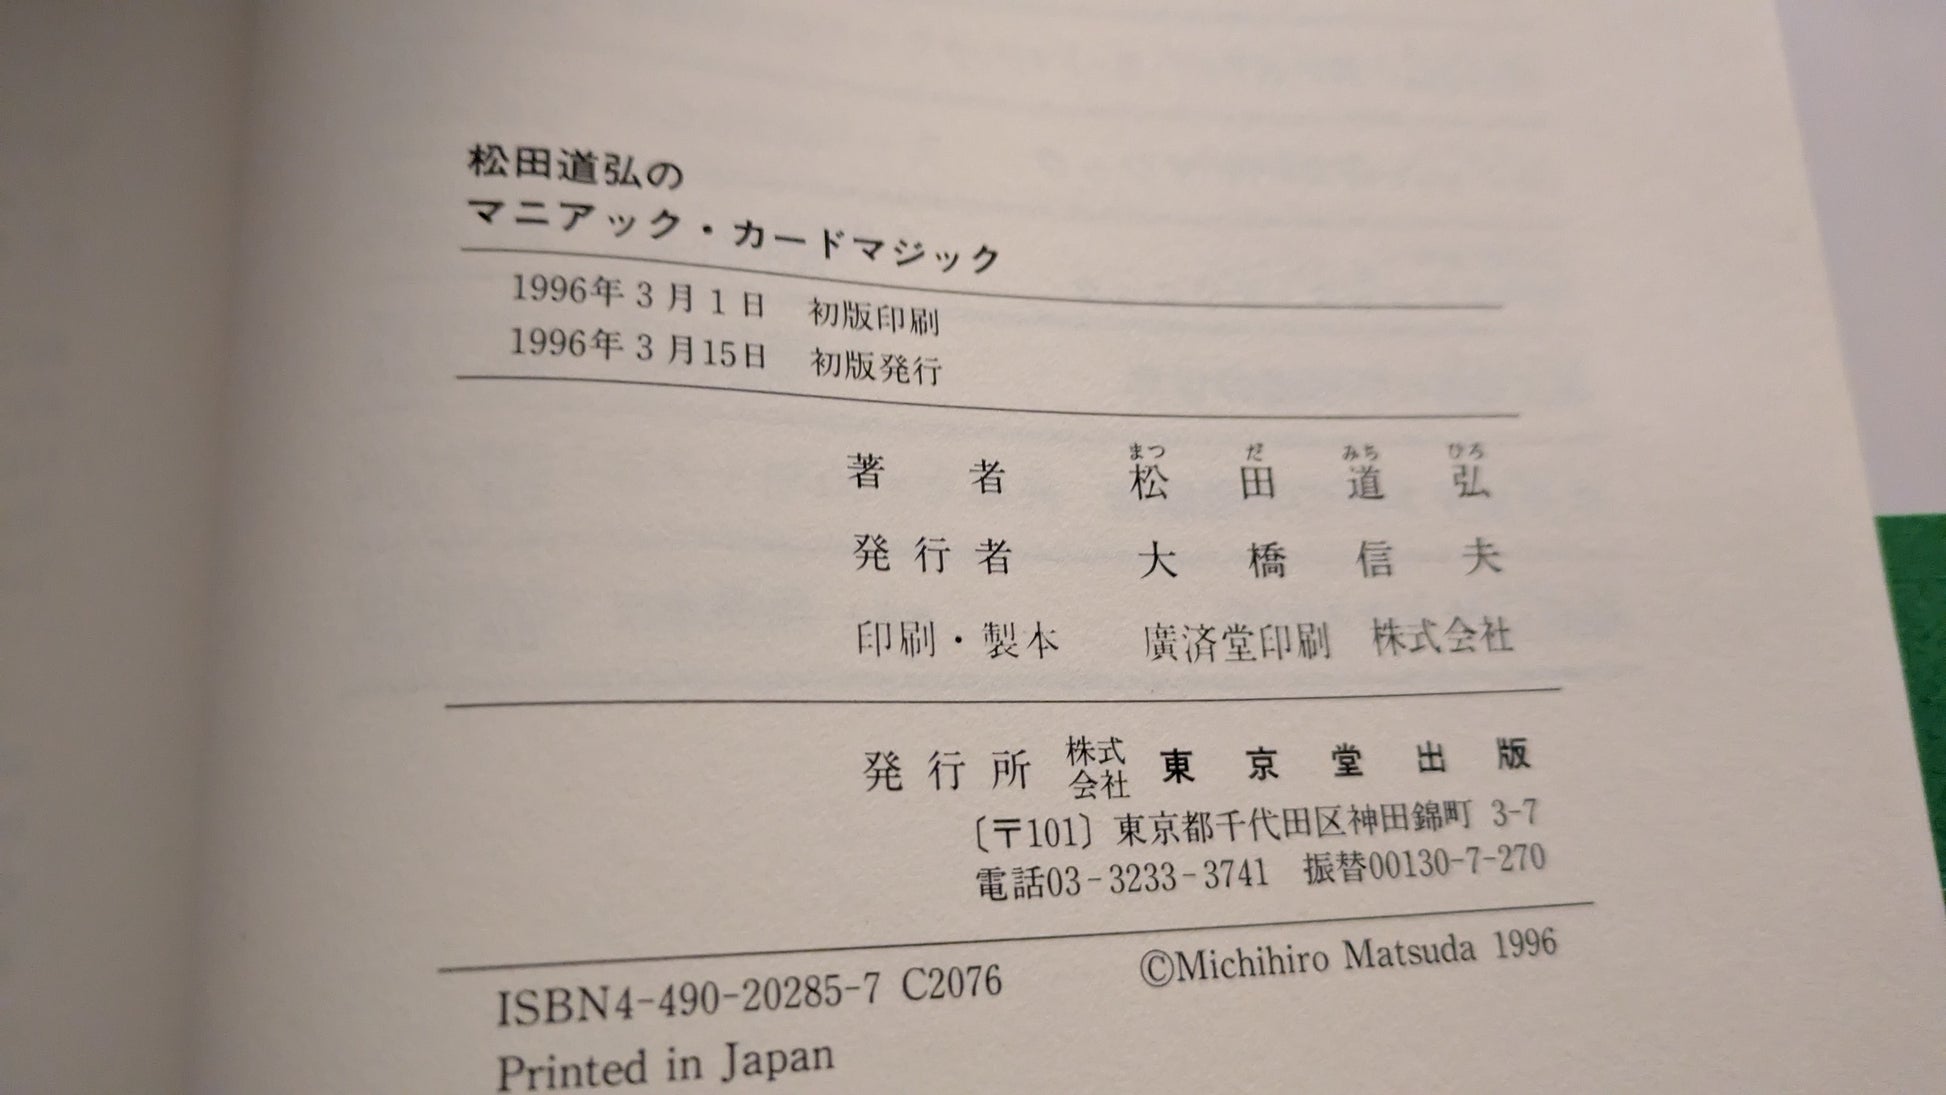 松田道弘の
マニアック・カードマジック
1996年3月1日 初版印刷
1996年3月15日 初版発行
まつ だ みち ひろ
著者 松田道弘
発行者 大橋信夫
印刷・製本 廣済堂印刷 株式会社
発行所 株式会社 東京堂出版
〔〒101〕東京都千代田区神田錦町 3-7
電話03-3233-3741 振替00130-7-270
ISBN4-490-20285-7 C2076 ©Michihiro Matsuda 1996
Printed in Japan